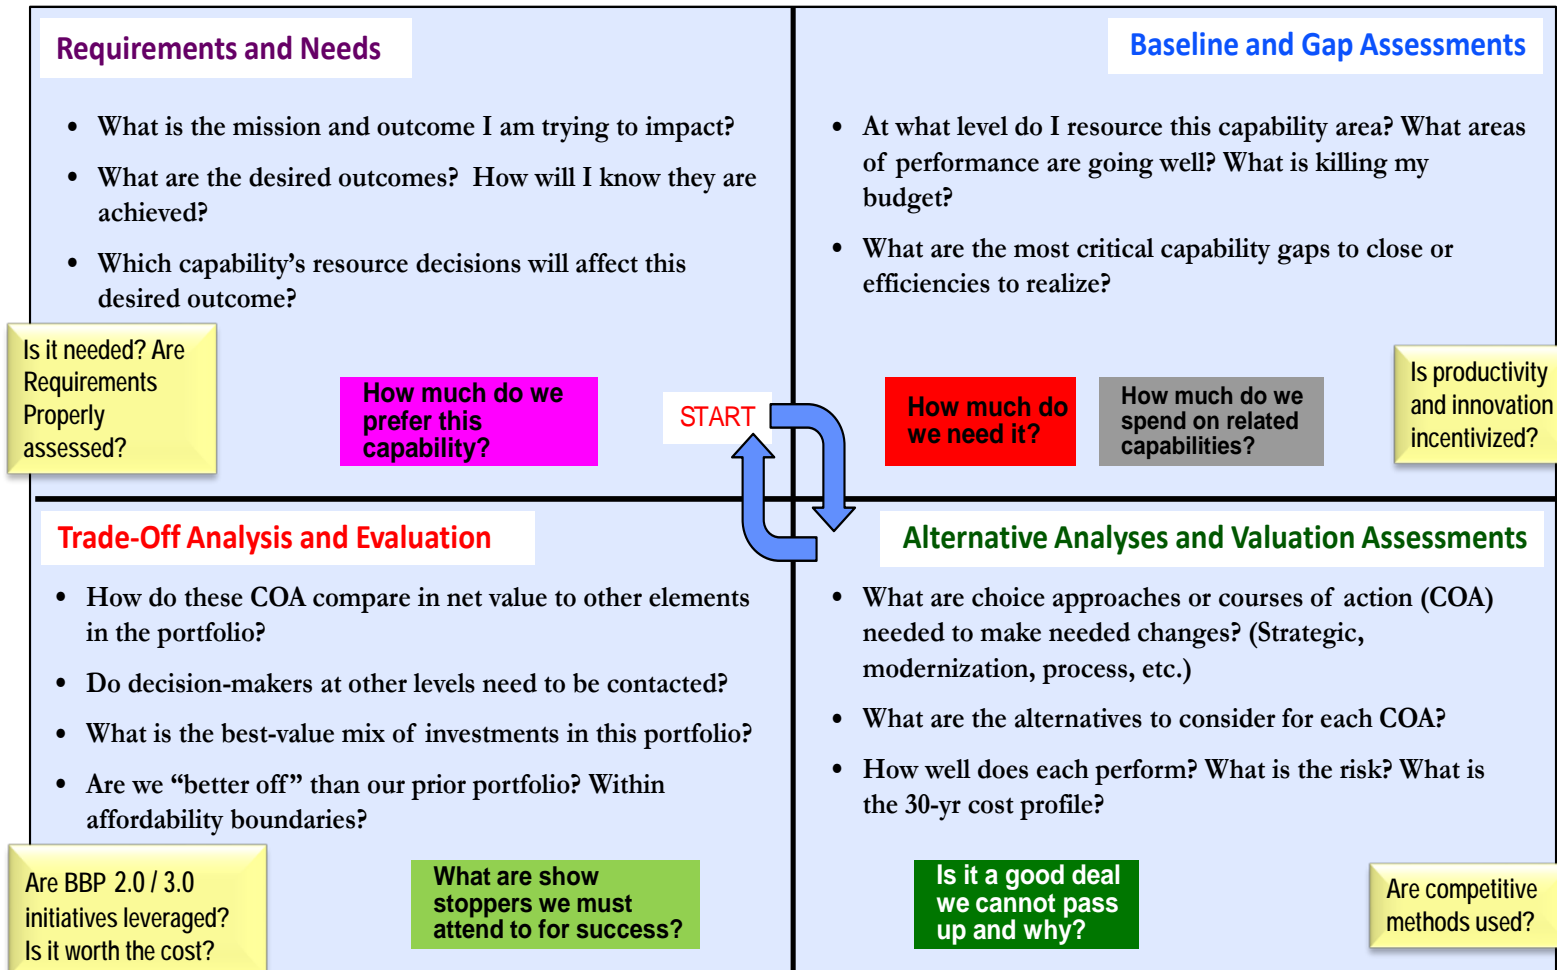 Requirements and Needs
• What is the mission and outcome I am trying to impact?
• What are the desired outcomes?  How will I know they are
achieved?
• Which capability’s resource decisions will affect this
desired outcome?
Is it needed? Are
Requirements
Properly
assessed?
How much do we
prefer this
capability?
START
Baseline and Gap Assessments
• At what level do I resource this capability area? What areas
of performance are going well? What is killing my
budget?
• What are the most critical capability gaps to close or
efficiencies to realize?
How much do
we need it?
How much do we
spend on related
capabilities?
Is productivity
and innovation
incentivized?
Trade-Off Analysis and Evaluation
• How do these COA compare in net value to other elements
in the portfolio?
• Do decision-makers at other levels need to be contacted?
• What is the best-value mix of investments in this portfolio?
• Are we “better off” than our prior portfolio? Within
affordability boundaries?
Are BBP 2.0 / 3.0
initiatives leveraged?
Is it worth the cost?
What are show
stoppers we must
attend to for success?
Alternative Analyses and Valuation Assessments
• What are choice approaches or courses of action (COA)
needed to make needed changes? (Strategic,
modernization, process, etc.)
• What are the alternatives to consider for each COA?
• How well does each perform? What is the risk? What is
the 30-yr cost profile?
Is it a good deal
we cannot pass
up and why?
Are competitive
methods used?